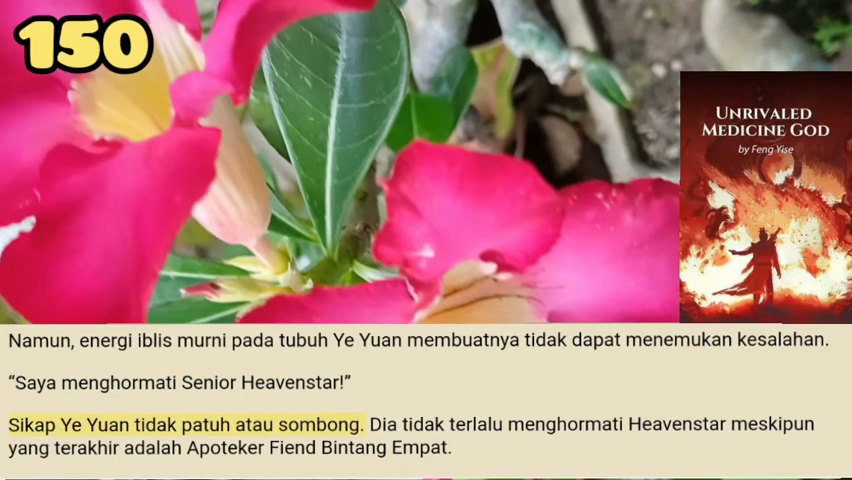 150
UNRIVALED
MEDICINE GOD
by Feng Yise
Namun, energi iblis murni pada tubuh Ye Yuan membuatnya tidak dapat menemukan kesalahan.
“Saya menghormati Senior Heavenstar!”
Sikap Ye Yuan tidak patuh atau sombong. Dia tidak terlalu menghormati Heavenstar meskipun
yang terakhir adalah Apoteker Fiend Bintang Empat.